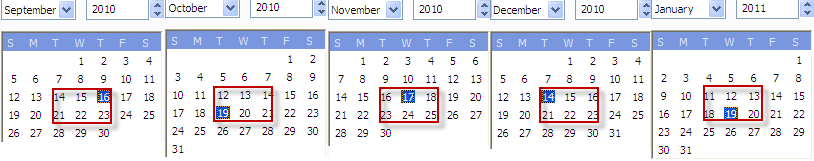 September 2010
S M T W T F S
1 2 3 4
5 6 7 8 9 10 11
12 13 14 15 16 17 18
19 20 21 22 23 24 25
26 27 28 29 30
October 2010
S M T W T F S
1 2
3 4 5 6 7 8 9
10 11 12 13 14 15 16
17 18 19 20 21 22 23
24 25 26 27 28 29 30
31
November 2010
S M T W T F S
1 2 3 4 5 6
7 8 9 10 11 12 13
14 15 16 17 18 19 20
21 22 23 24 25 26 27
28 29 30
December 2010
S M T W T F S
1 2 3 4
5 6 7 8 9 10 11
12 13 14 15 16 17 18
19 20 21 22 23 24 25
26 27 28 29 30 31
January 2011
S M T W T F S
1
2 3 4 5 6 7 8
9 10 11 12 13 14 15
16 17 18 19 20 21 22
23 24 25 26 27 28 29
30 31